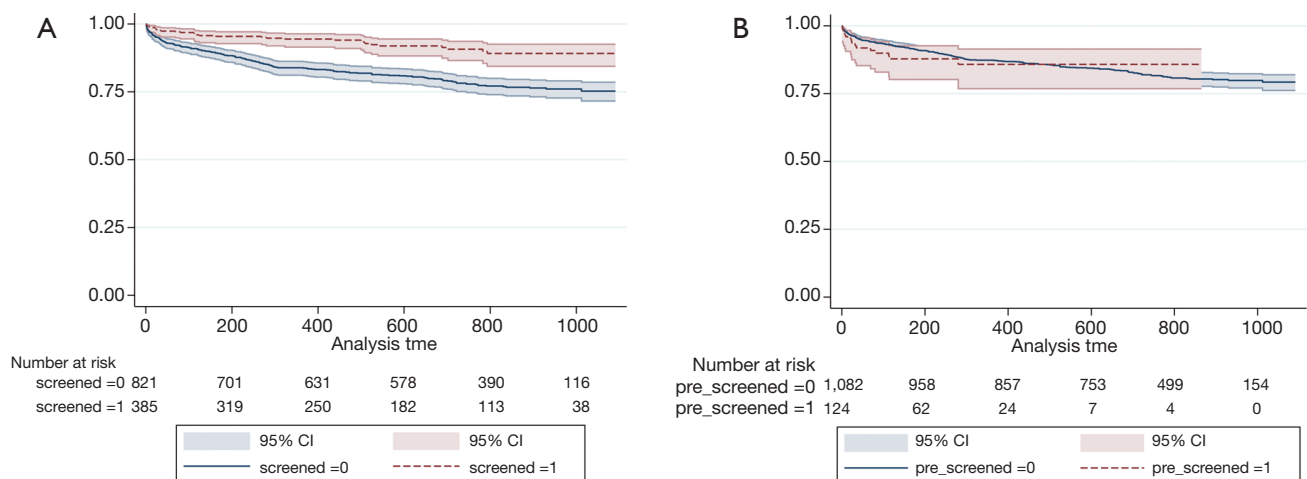 A
1.00
0.75
0.50
0.25
0.00
0 200 400 600 800 1000
Analysis tme
Number at risk
screened =0 821 701 631 578 390 116
screened =1 385 319 250 182 113 38
95% CI 95% CI
screened =0 screened =1
B
1.00
0.75
0.50
0.25
0.00
0 200 400 600 800 1000
Analysis tme
Number at risk
pre_screened =0 1,082 958 857 753 499 154
pre_screened =1 124 62 24 7 4 0
95% CI 95% CI
pre_screened =0 pre_screened =1